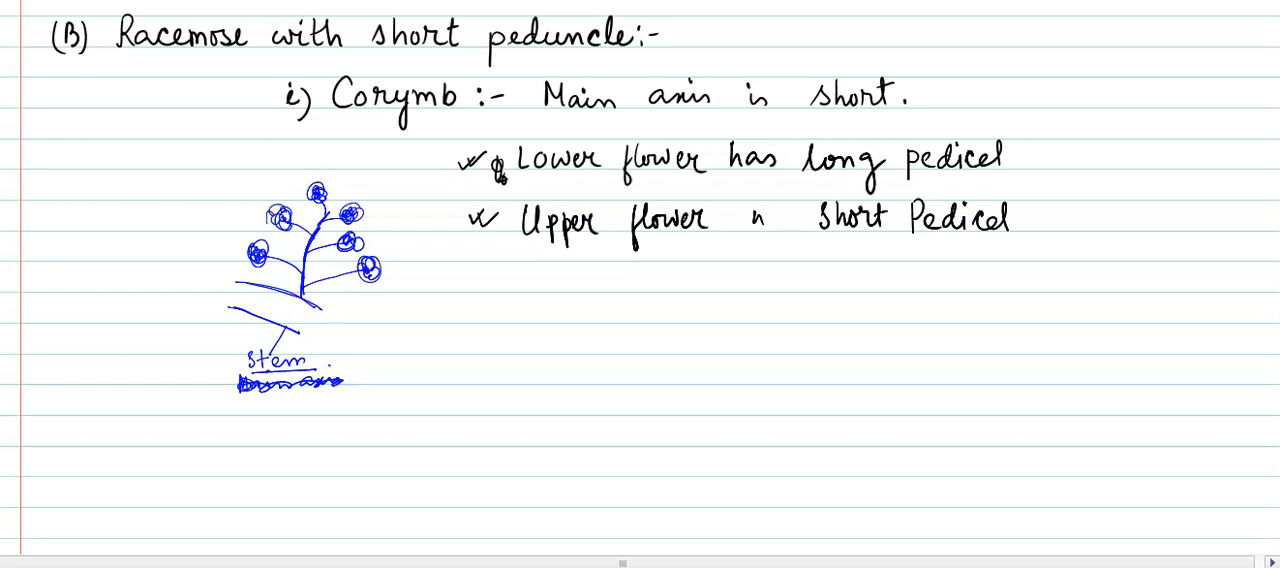 (B) Racemose with short peduncle:-
i) Corymb :- Main axis is short.
Lower flower has long pedicel
Upper flower " short Pedicel
stem